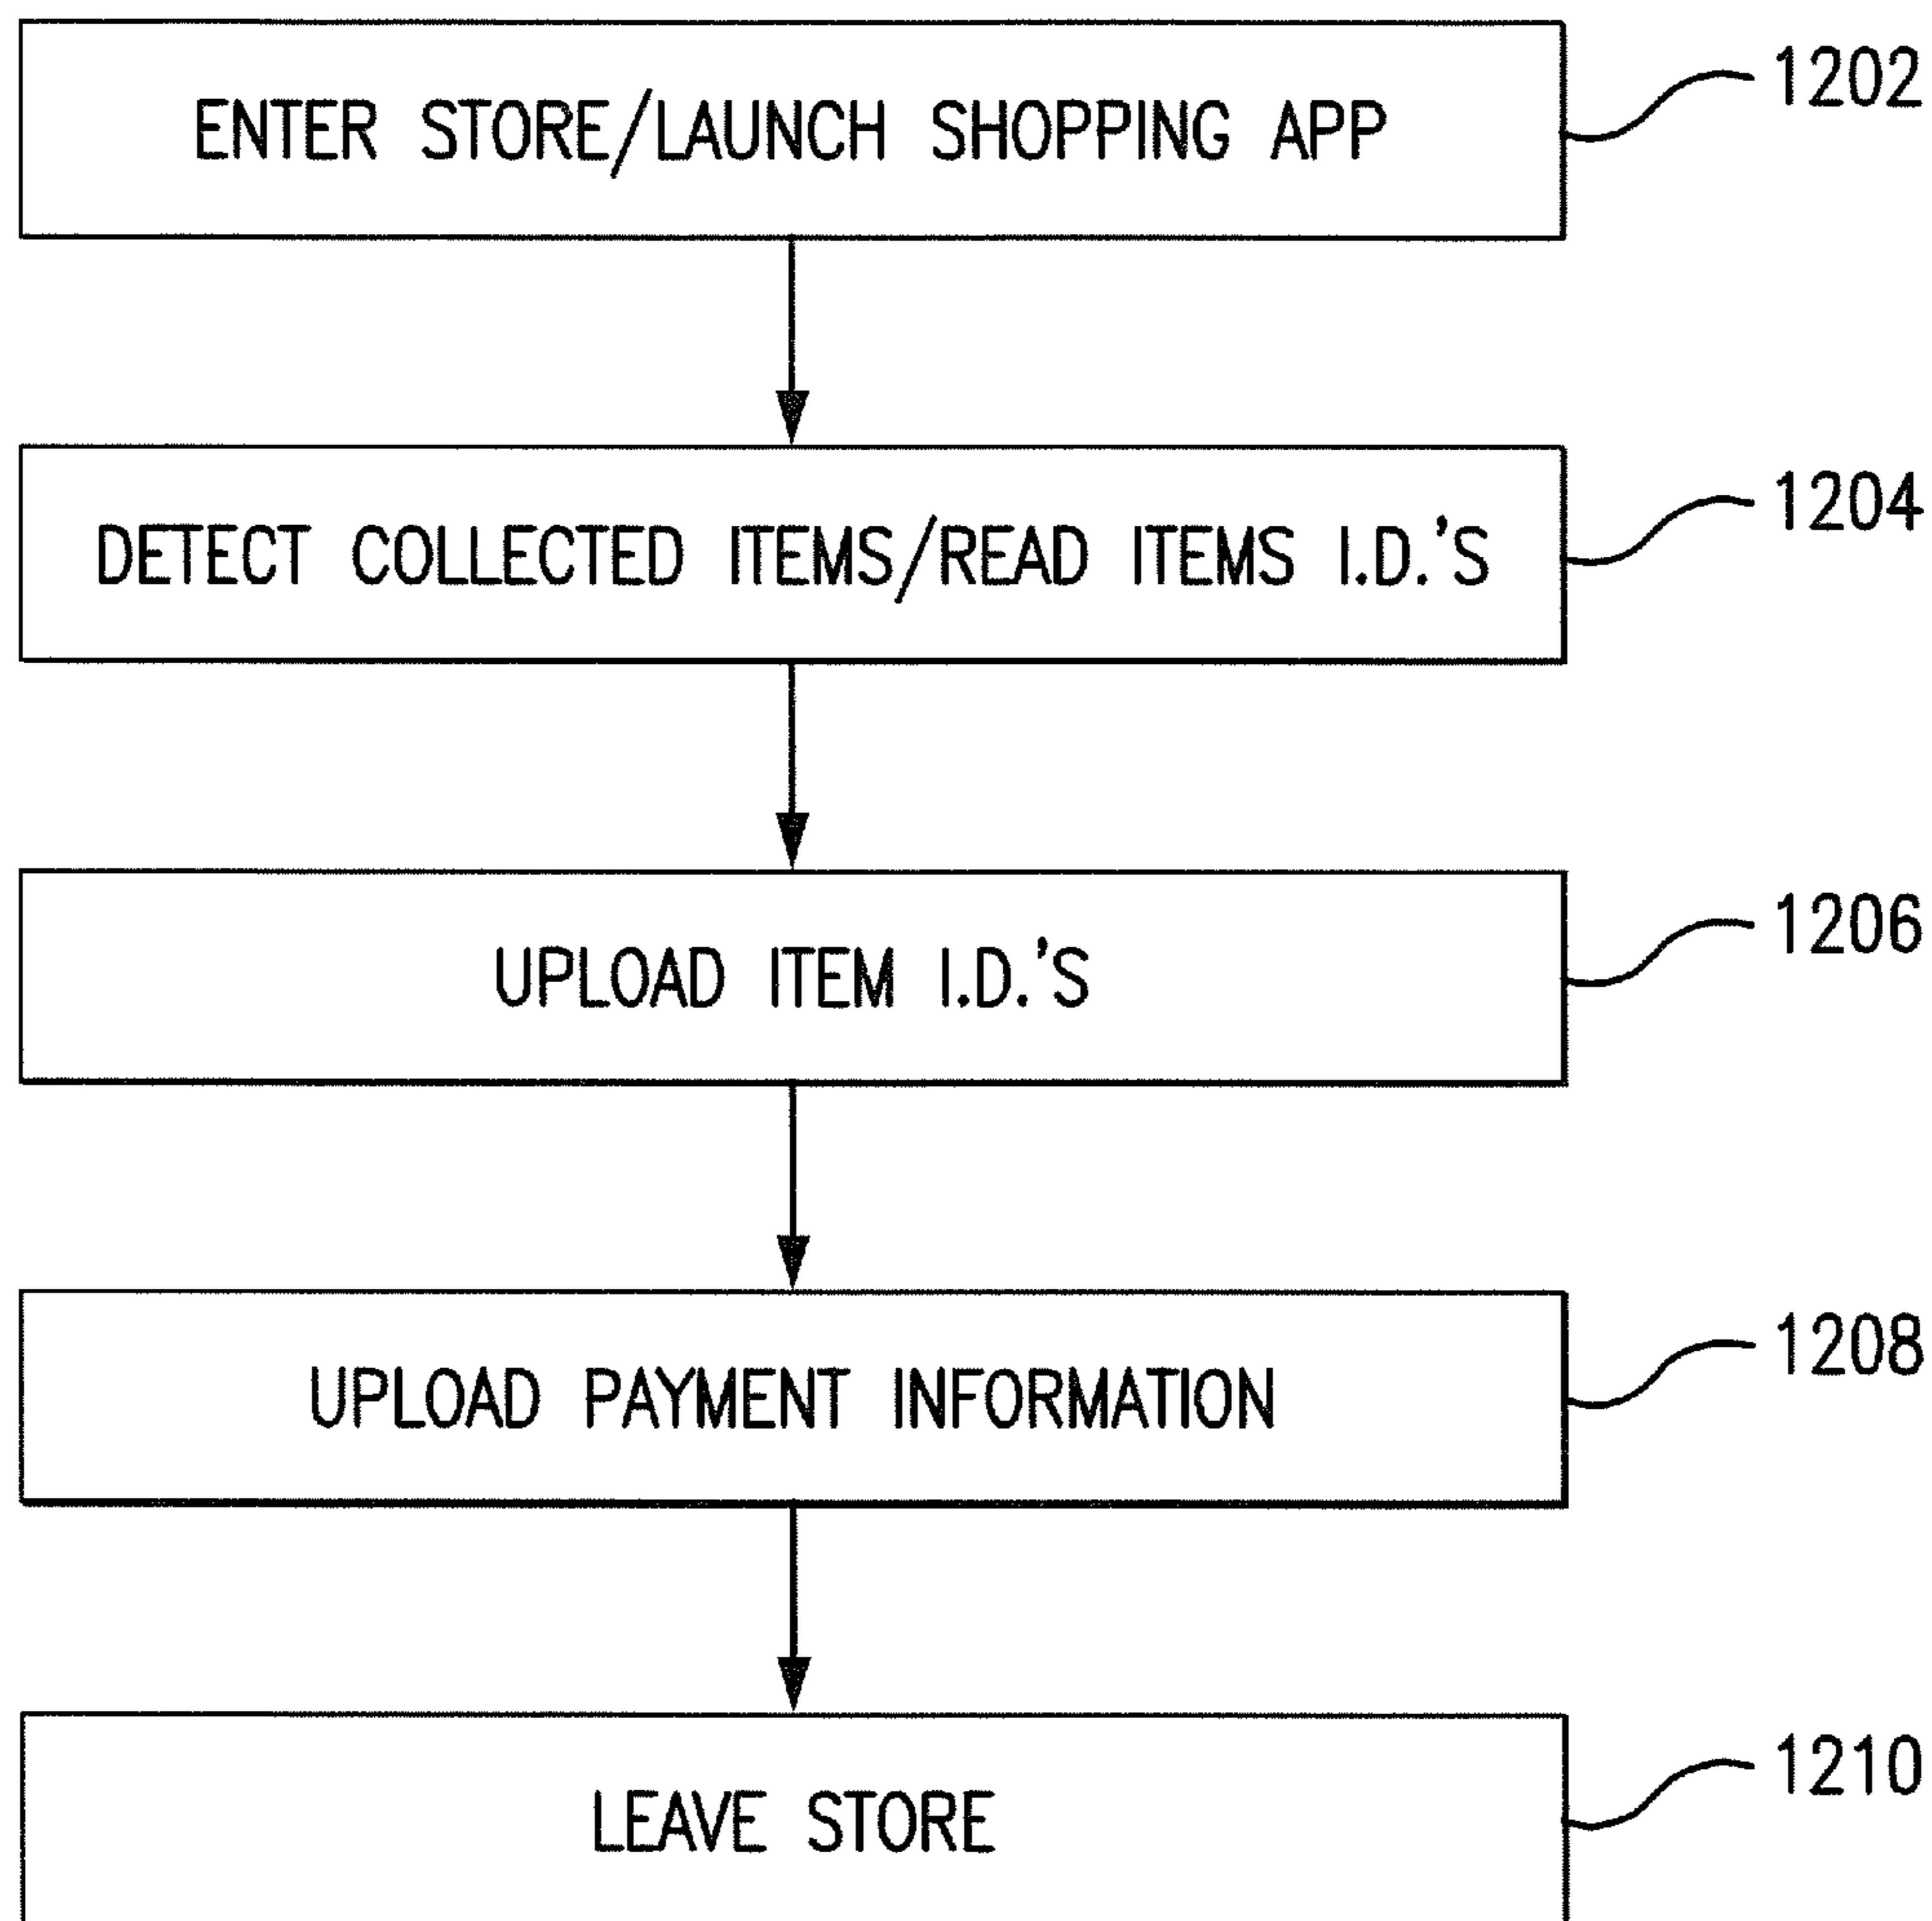 ENTER STORE/LAUNCH SHOPPING APP
1202
DETECT COLLECTED ITEMS/READ ITEMS I.D.'S
1204
UPLOAD ITEM I.D.'S
1206
UPLOAD PAYMENT INFORMATION
1208
LEAVE STORE
1210